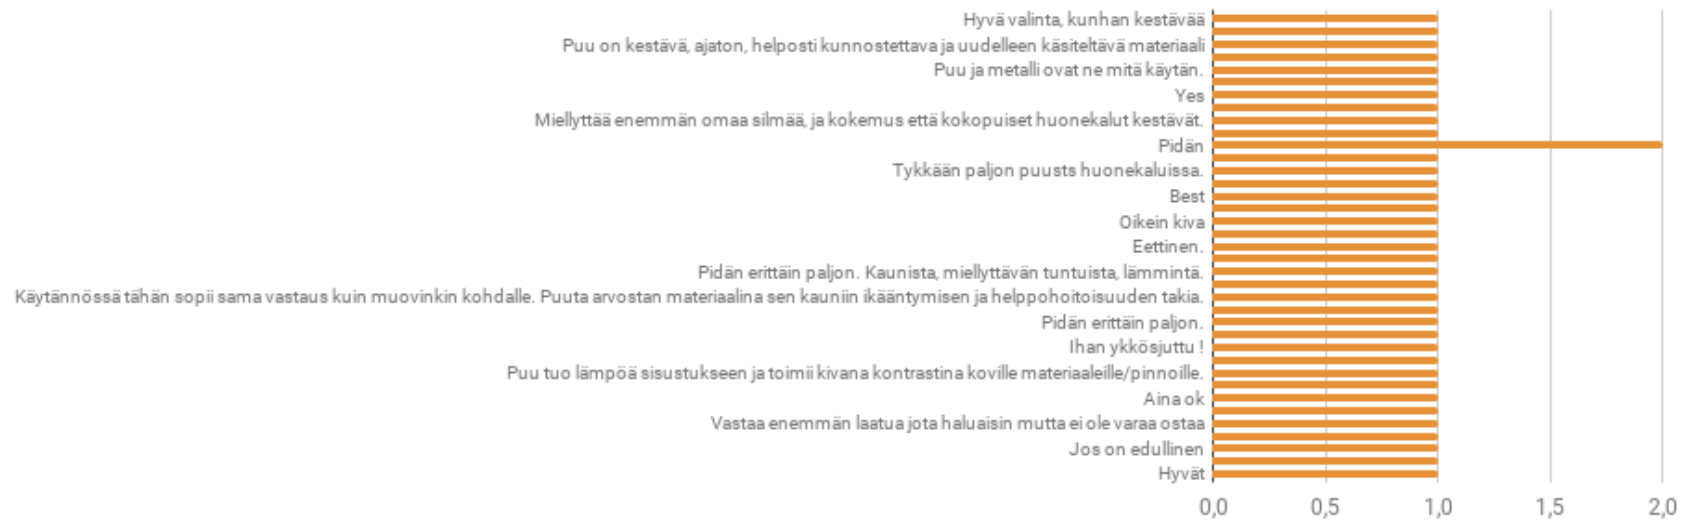 Hyvä valinta, kunhan kestävää
Puu on kestävä, ajaton, helposti kunnostettava ja uudelleen käsiteltävä materiaali
Puu ja metalli ovat ne mitä käytän.
Yes
Miellyttää enemmän omaa silmää, ja kokemus että kokopuiset huonekalut kestävät.
Pidän
Tykkään paljon puusts huonekaluissa.
Best
Oikein kiva
Eettinen.
Pidän erittäin paljon. Kaunista, miellyttävän tuntuista, lämmintä.
Käytännössä tähän sopii sama vastaus kuin muovinkin kohdalle. Puuta arvostan materiaalina sen kauniin ikääntymisen ja helppohoitoisuuden takia.
Pidän erittäin paljon.
Ihan ykkösjuttu !
Puu tuo lämpöä sisustukseen ja toimii kivana kontrastina koville materiaaleille/pinnoille.
Aina ok
Vastaa enemmän laatua jota haluaisin mutta ei ole varaa ostaa
Jos on edullinen
Hyvät
0,0 0,5 1,0 1,5 2,0